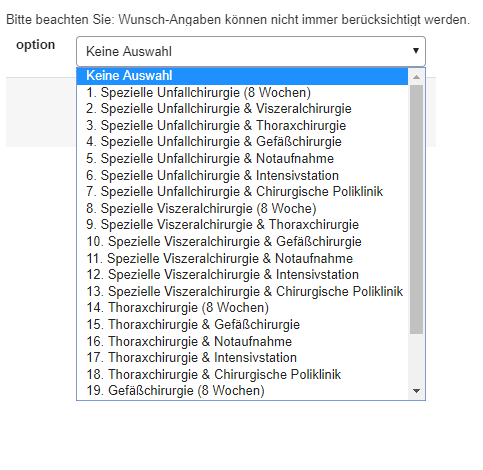 Bitte beachten Sie: Wunsch-Angaben können nicht immer berücksichtigt werden.
option
Keine Auswahl
Keine Auswahl
1. Spezielle Unfallchirurgie (8 Wochen)
2. Spezielle Unfallchirurgie & Viszeralchirurgie
3. Spezielle Unfallchirurgie & Thoraxchirurgie
4. Spezielle Unfallchirurgie & Gefäßchirurgie
5. Spezielle Unfallchirurgie & Notaufnahme
6. Spezielle Unfallchirurgie & Intensivstation
7. Spezielle Unfallchirurgie & Chirurgische Poliklinik
8. Spezielle Viszeralchirurgie (8 Woche)
9. Spezielle Viszeralchirurgie & Thoraxchirurgie
10. Spezielle Viszeralchirurgie & Gefäßchirurgie
11. Spezielle Viszeralchirurgie & Notaufnahme
12. Spezielle Viszeralchirurgie & Intensivstation
13. Spezielle Viszeralchirurgie & Chirurgische Poliklinik
14. Thoraxchirurgie (8 Wochen)
15. Thoraxchirurgie & Gefäßchirurgie
16. Thoraxchirurgie & Notaufnahme
17. Thoraxchirurgie & Intensivstation
18. Thoraxchirurgie & Chirurgische Poliklinik
19. Gefäßchirurgie (8 Wochen)